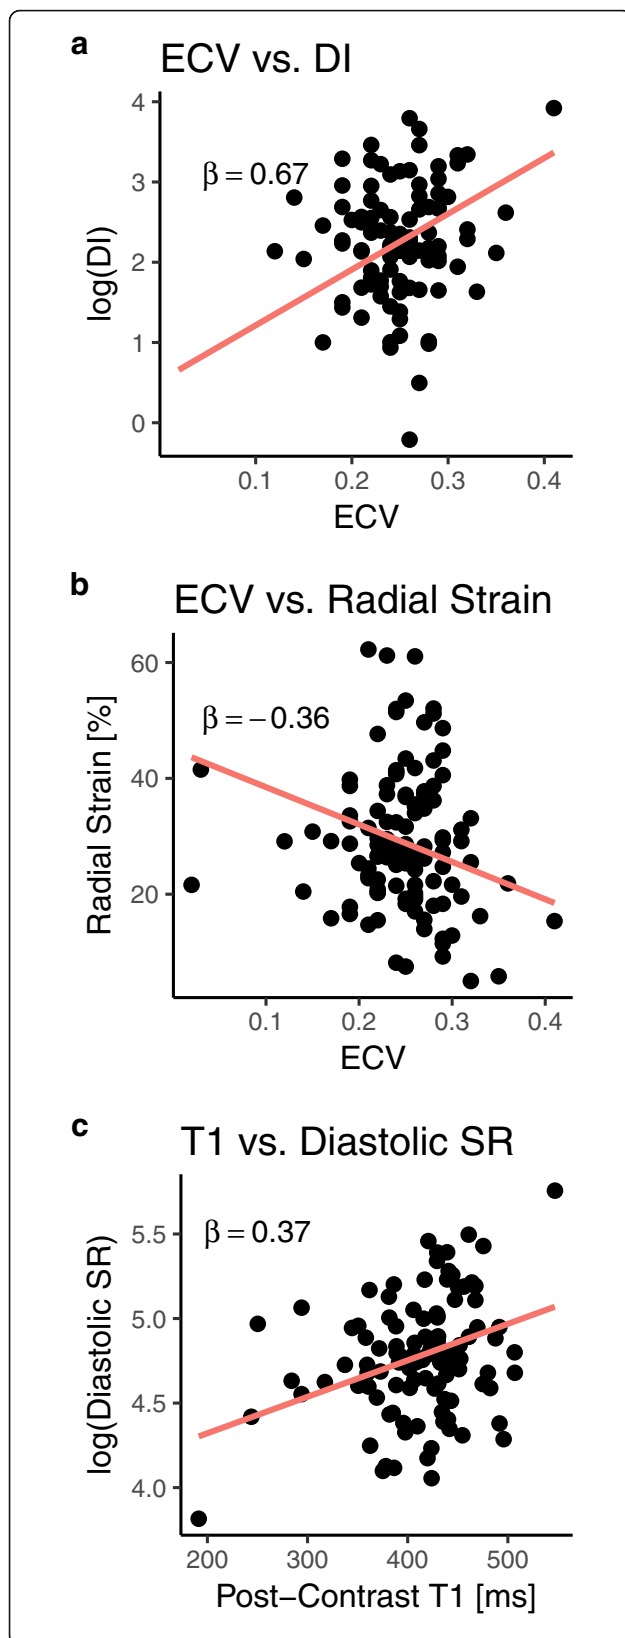 a
ECV vs. DI
4
3
2
1
0
log(DI)
β = 0.67
0.1 0.2 0.3 0.4
ECV
b
ECV vs. Radial Strain
60
40
20
Radial Strain [%]
β = −0.36
0.1 0.2 0.3 0.4
ECV
c
T1 vs. Diastolic SR
5.5
5.0
4.5
4.0
log(Diastolic SR)
β = 0.37
200 300 400 500
Post−Contrast T1 [ms]